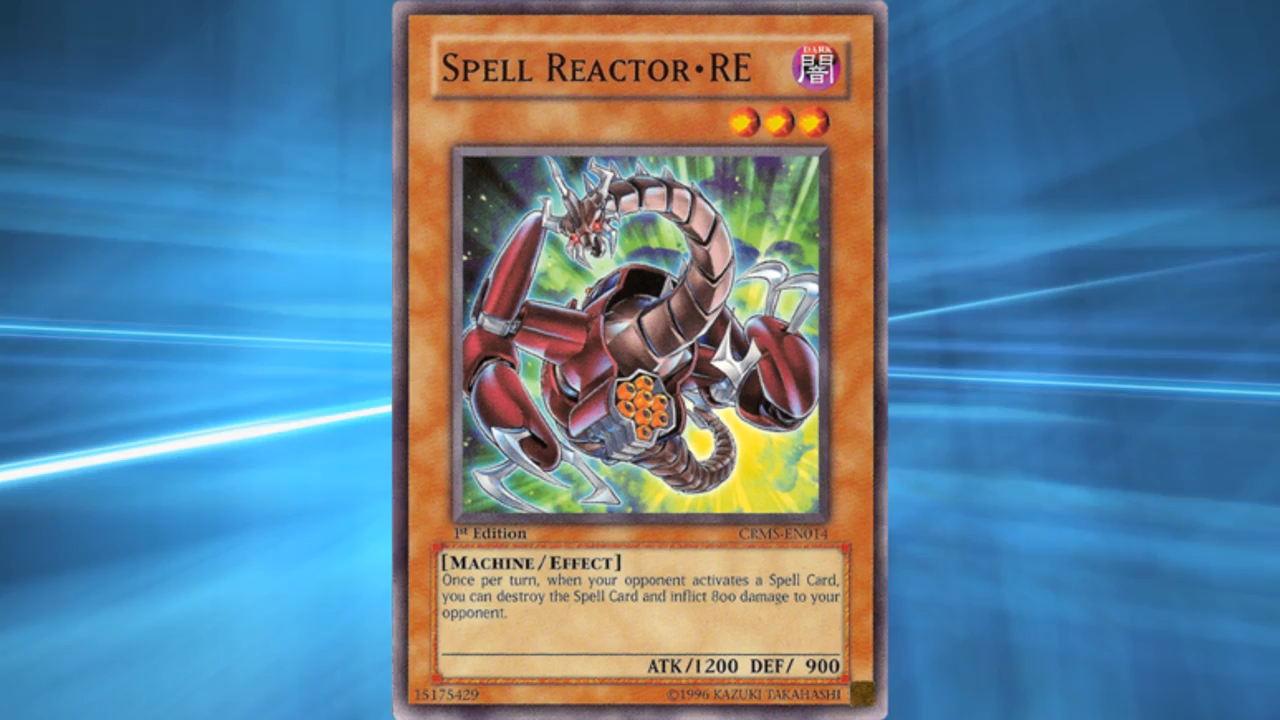 SPELL REACTOR・RE
DARK
闇
1st Edition
CRMS-EN014
[MACHINE/EFFECT]
Once per turn, when your opponent activates a Spell Card,
you can destroy the Spell Card and inflict 800 damage to your
opponent.
ATK/1200 DEF/ 900
15175429
©1996 KAZUKI TAKAHASHI